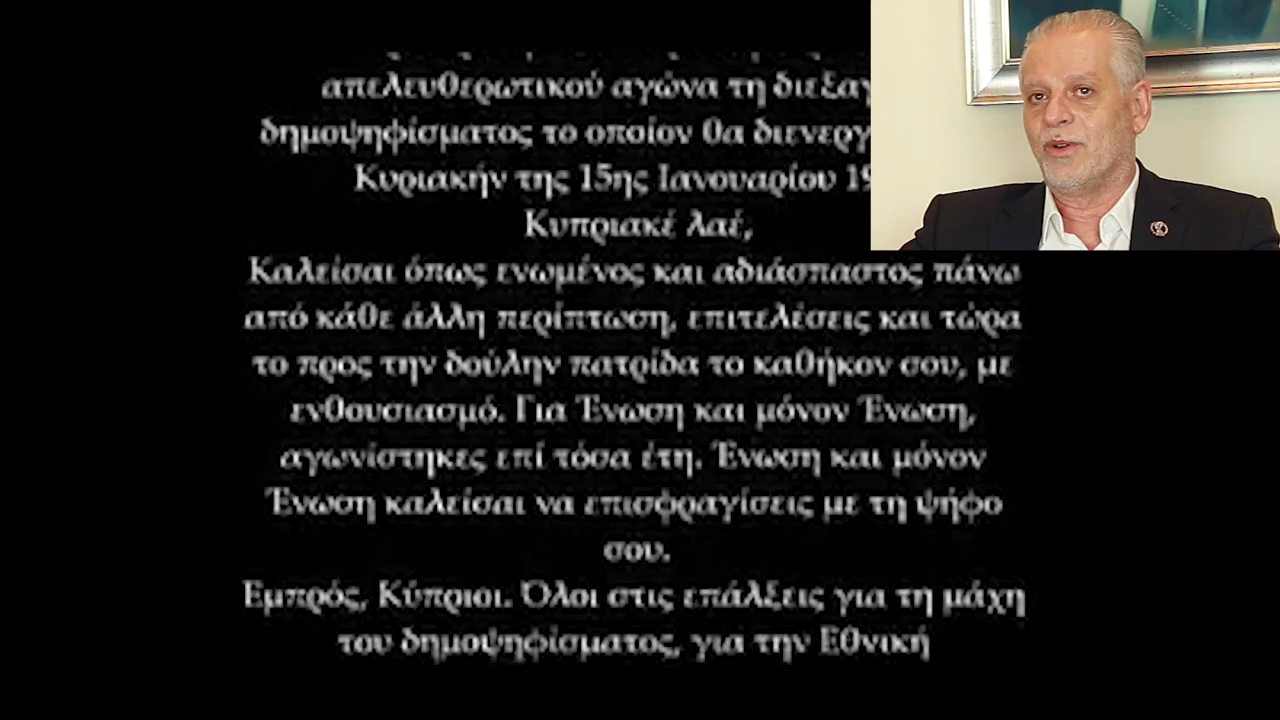 απελευθερωτικού αγώνα τη διεξαγ
δημοψηφίσματος το οποίον θα διενεργ
Κυριακήν της 15ης Ιανουαρίου 19
Κυπριακέ λαέ,
Καλείσαι όπως ενωμένος και αδιάσπαστος πάνω
από κάθε άλλη περίπτωση, επιτελέσεις και τώρα
το προς την δούλην πατρίδα το καθήκον σου, με
ενθουσιασμό. Για Ένωση και μόνον Ένωση,
αγωνίστηκες επί τόσα έτη. Ένωση και μόνον
Ένωση καλείσαι να επισφραγίσεις με τη ψήφο
σου.
Εμπρός, Κύπριοι. Όλοι στις επάλξεις για τη μάχη
του δημοψηφίσματος, για την Εθνική